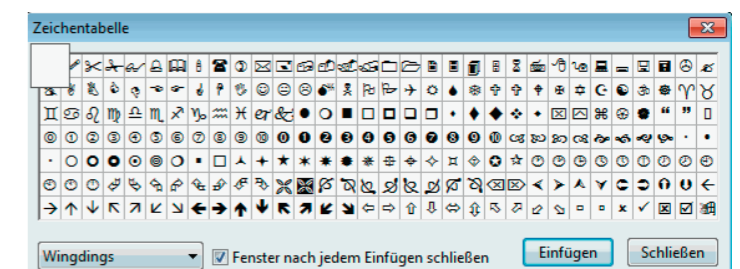 Zeichentabelle
Wingdings
Fenster nach jedem Einfügen schließen
Einfügen
Schließen